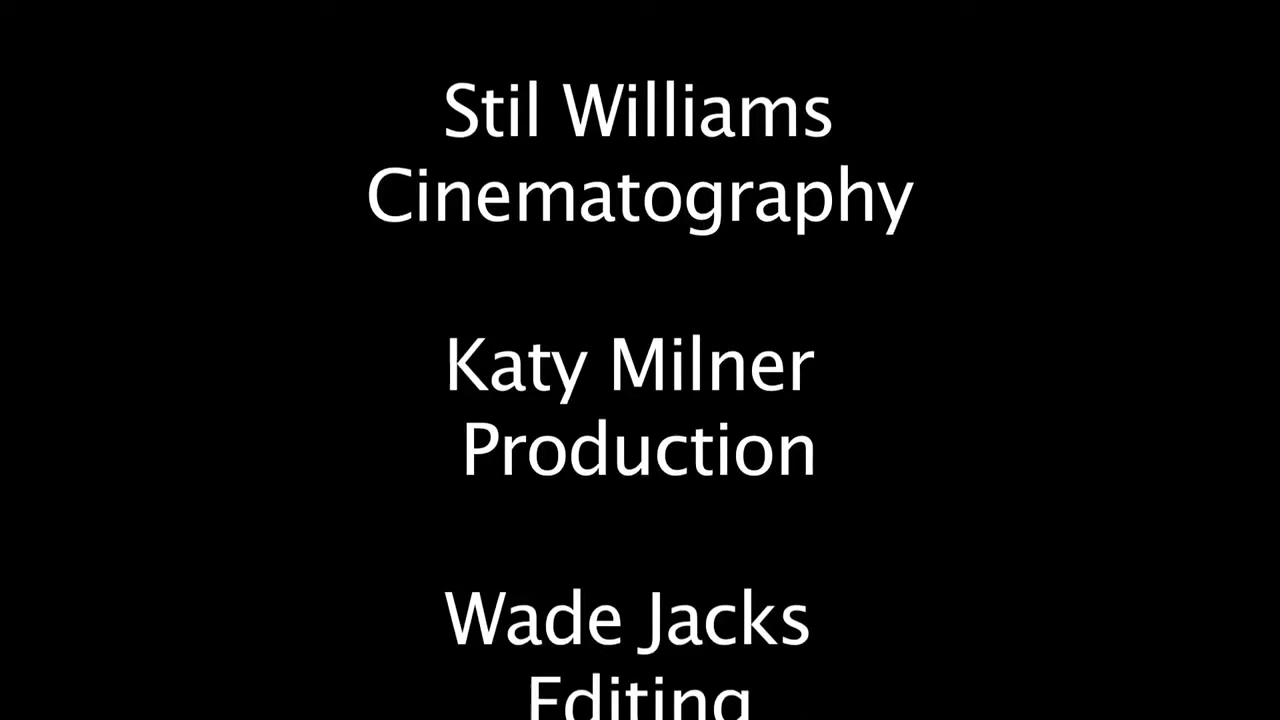 Stil Williams
Cinematography
Katy Milner
Production
Wade Jacks
Editing